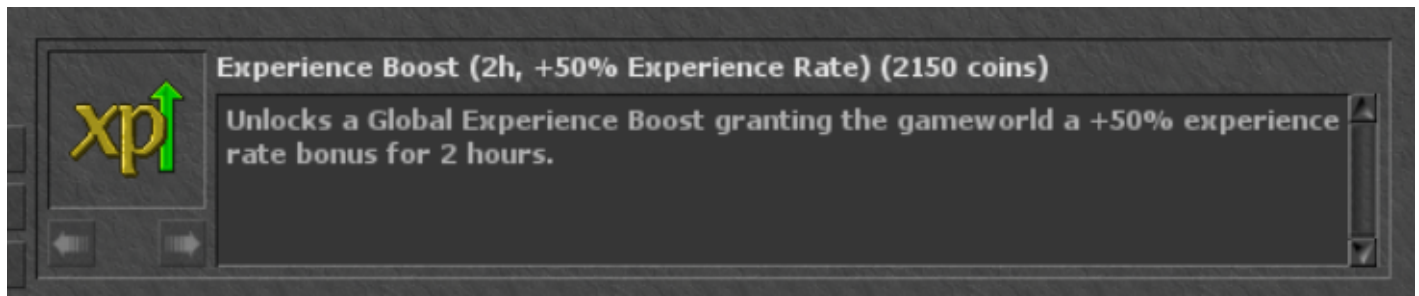 xp
Experience Boost (2h, +50% Experience Rate) (2150 coins)
Unlocks a Global Experience Boost granting the gameworld a +50% experience
rate bonus for 2 hours.